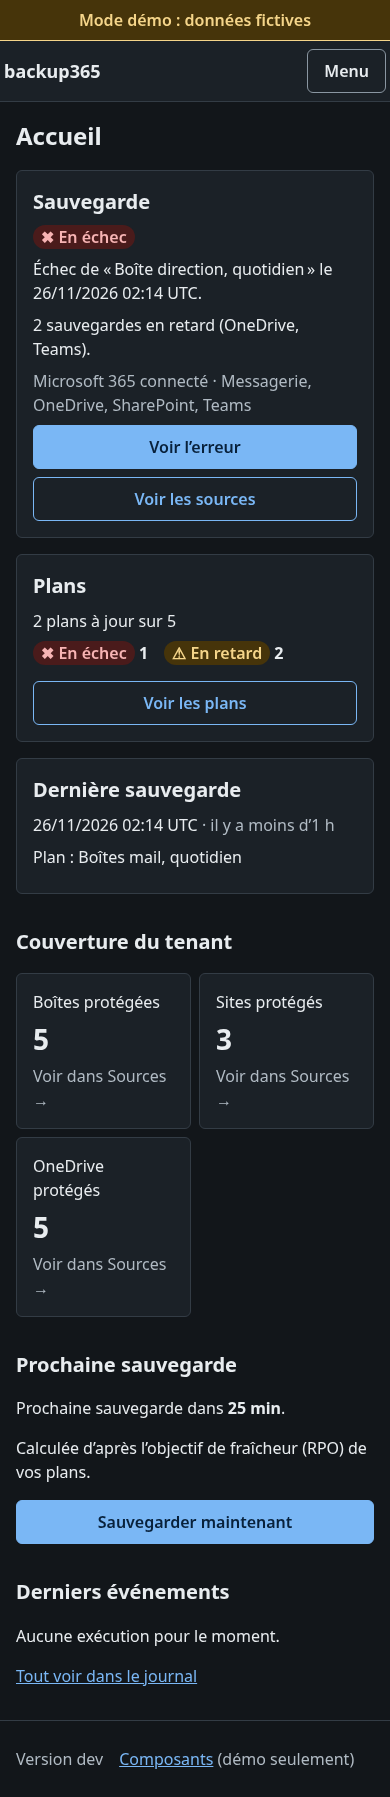 Mode démo : données fictives
backup365
Menu
Accueil
Sauvegarde
✖ En échec
Échec de « Boîte direction, quotidien » le
26/11/2026 02:14 UTC.
2 sauvegardes en retard (OneDrive,
Teams).
Microsoft 365 connecté · Messagerie,
OneDrive, SharePoint, Teams
Voir l’erreur
Voir les sources
Plans
2 plans à jour sur 5
✖ En échec 1 ⚠ En retard 2
Voir les plans
Dernière sauvegarde
26/11/2026 02:14 UTC · il y a moins d’1 h
Plan : Boîtes mail, quotidien
Couverture du tenant
Boîtes protégées
5
Voir dans Sources
→
Sites protégés
3
Voir dans Sources
→
OneDrive
protégés
5
Voir dans Sources
→
Prochaine sauvegarde
Prochaine sauvegarde dans 25 min.
Calculée d’après l’objectif de fraîcheur (RPO) de
vos plans.
Sauvegarder maintenant
Derniers événements
Aucune exécution pour le moment.
Tout voir dans le journal
Version dev Composants (démo seulement)